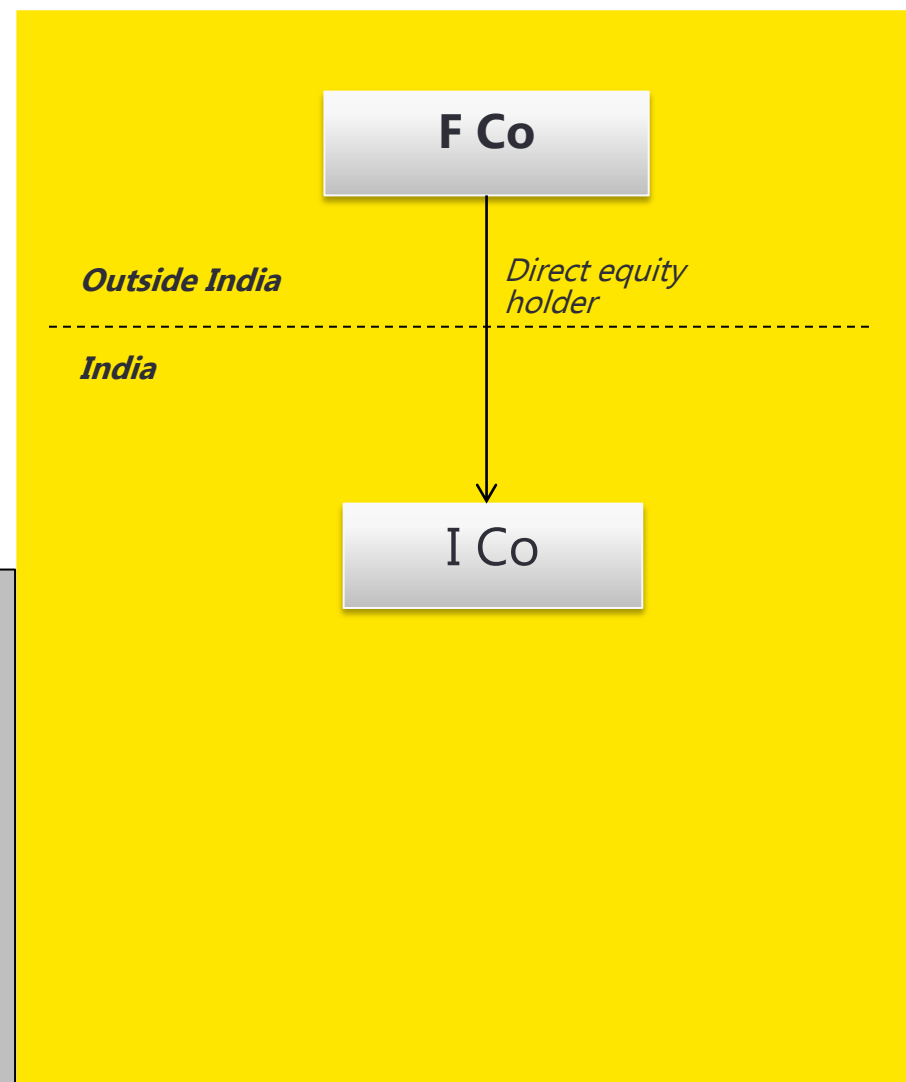 F Co
Outside India
Direct equity
holder
India
I Co